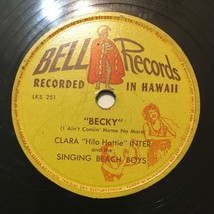 BELL Records
RECORDED IN HAWAII
LKS 251
"BECKY"
(I Ain't Comin' Home No More)
CLARA "Hilo Hattie" INTER
and the
SINGING BEACH BOYS